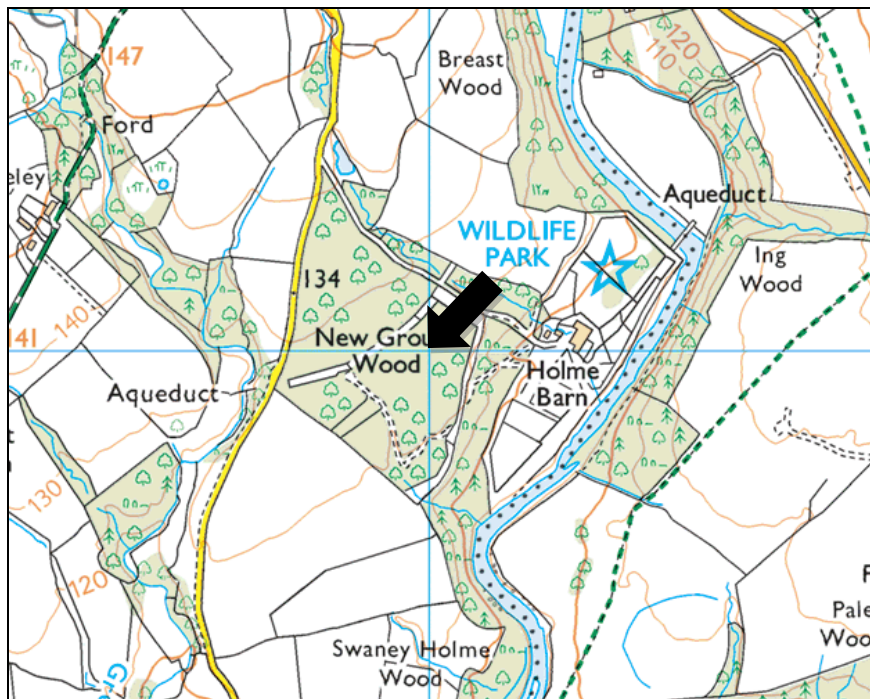 147
Ford
eley
Breast
Wood
120
110
Aqueduct
WILDLIFE
PARK
Ing
Wood
134
140
141
New Grou
Wood
Holme
Barn
Aqueduct
130
120
Swaney Holme
Wood
Pale
Woo